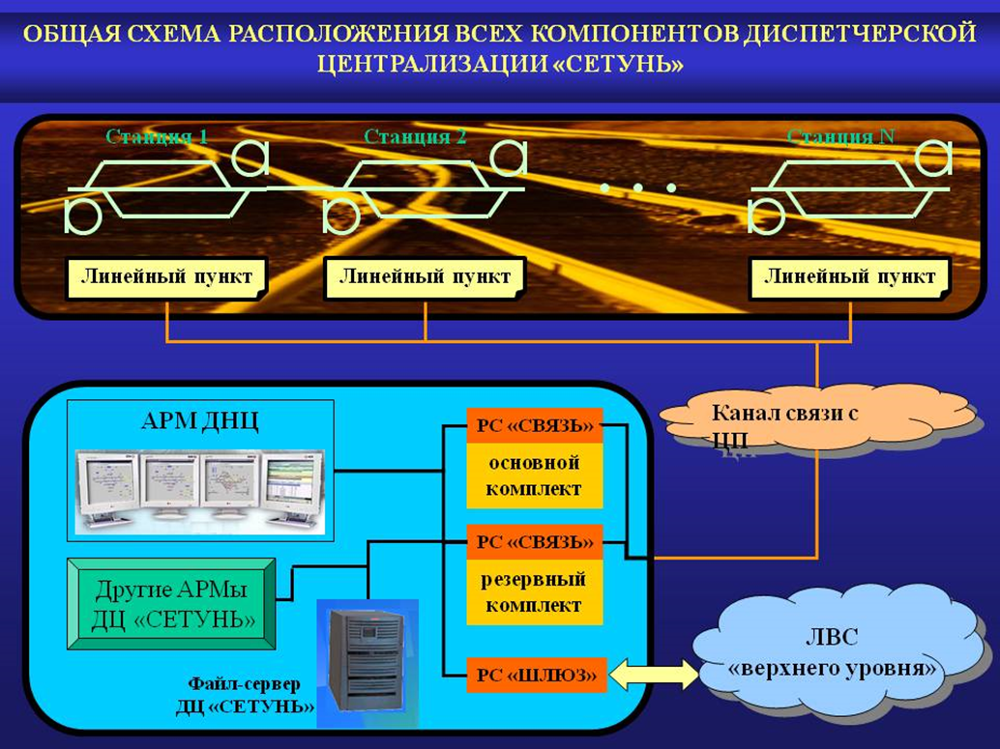 ОБЩАЯ СХЕМА РАСПОЛОЖЕНИЯ ВСЕХ КОМПОНЕНТОВ ДИСПЕТЧЕРСКОЙ
ЦЕНТРАЛИЗАЦИИ «СЕТУНЬ»
Станция 1
Станция 2
Станция N
Линейный пункт
Линейный пункт
Линейный пункт
АРМ ДНЦ
РС «СВЯЗЬ»
основной
комплект
Канал связи с
ЦП
РС «СВЯЗЬ»
резервный
комплект
Другие АРМы
ДЦ «СЕТУНЬ»
Файл-сервер
ДЦ «СЕТУНЬ»
РС «ШЛЮЗ»
ЛВС
«верхнего уровня»